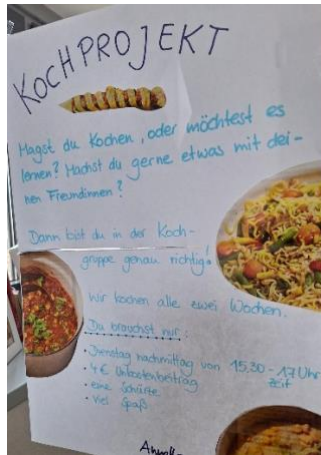 KOCHPROJEKT
Magst du Kochen, oder möchtest es
lernen? Machst du gerne etwas mit dei-
nen Freundinnen?
Dann bist du in der Koch-
gruppe genau richtig!
Wir kochen alle zwei Wochen.
Du brauchst nur:
• Dienstag nachmittag von 15.30 - 17 Uhr
Zeit
• 4€ Unkostenbeitrag
• eine Schürze
• viel Spaß